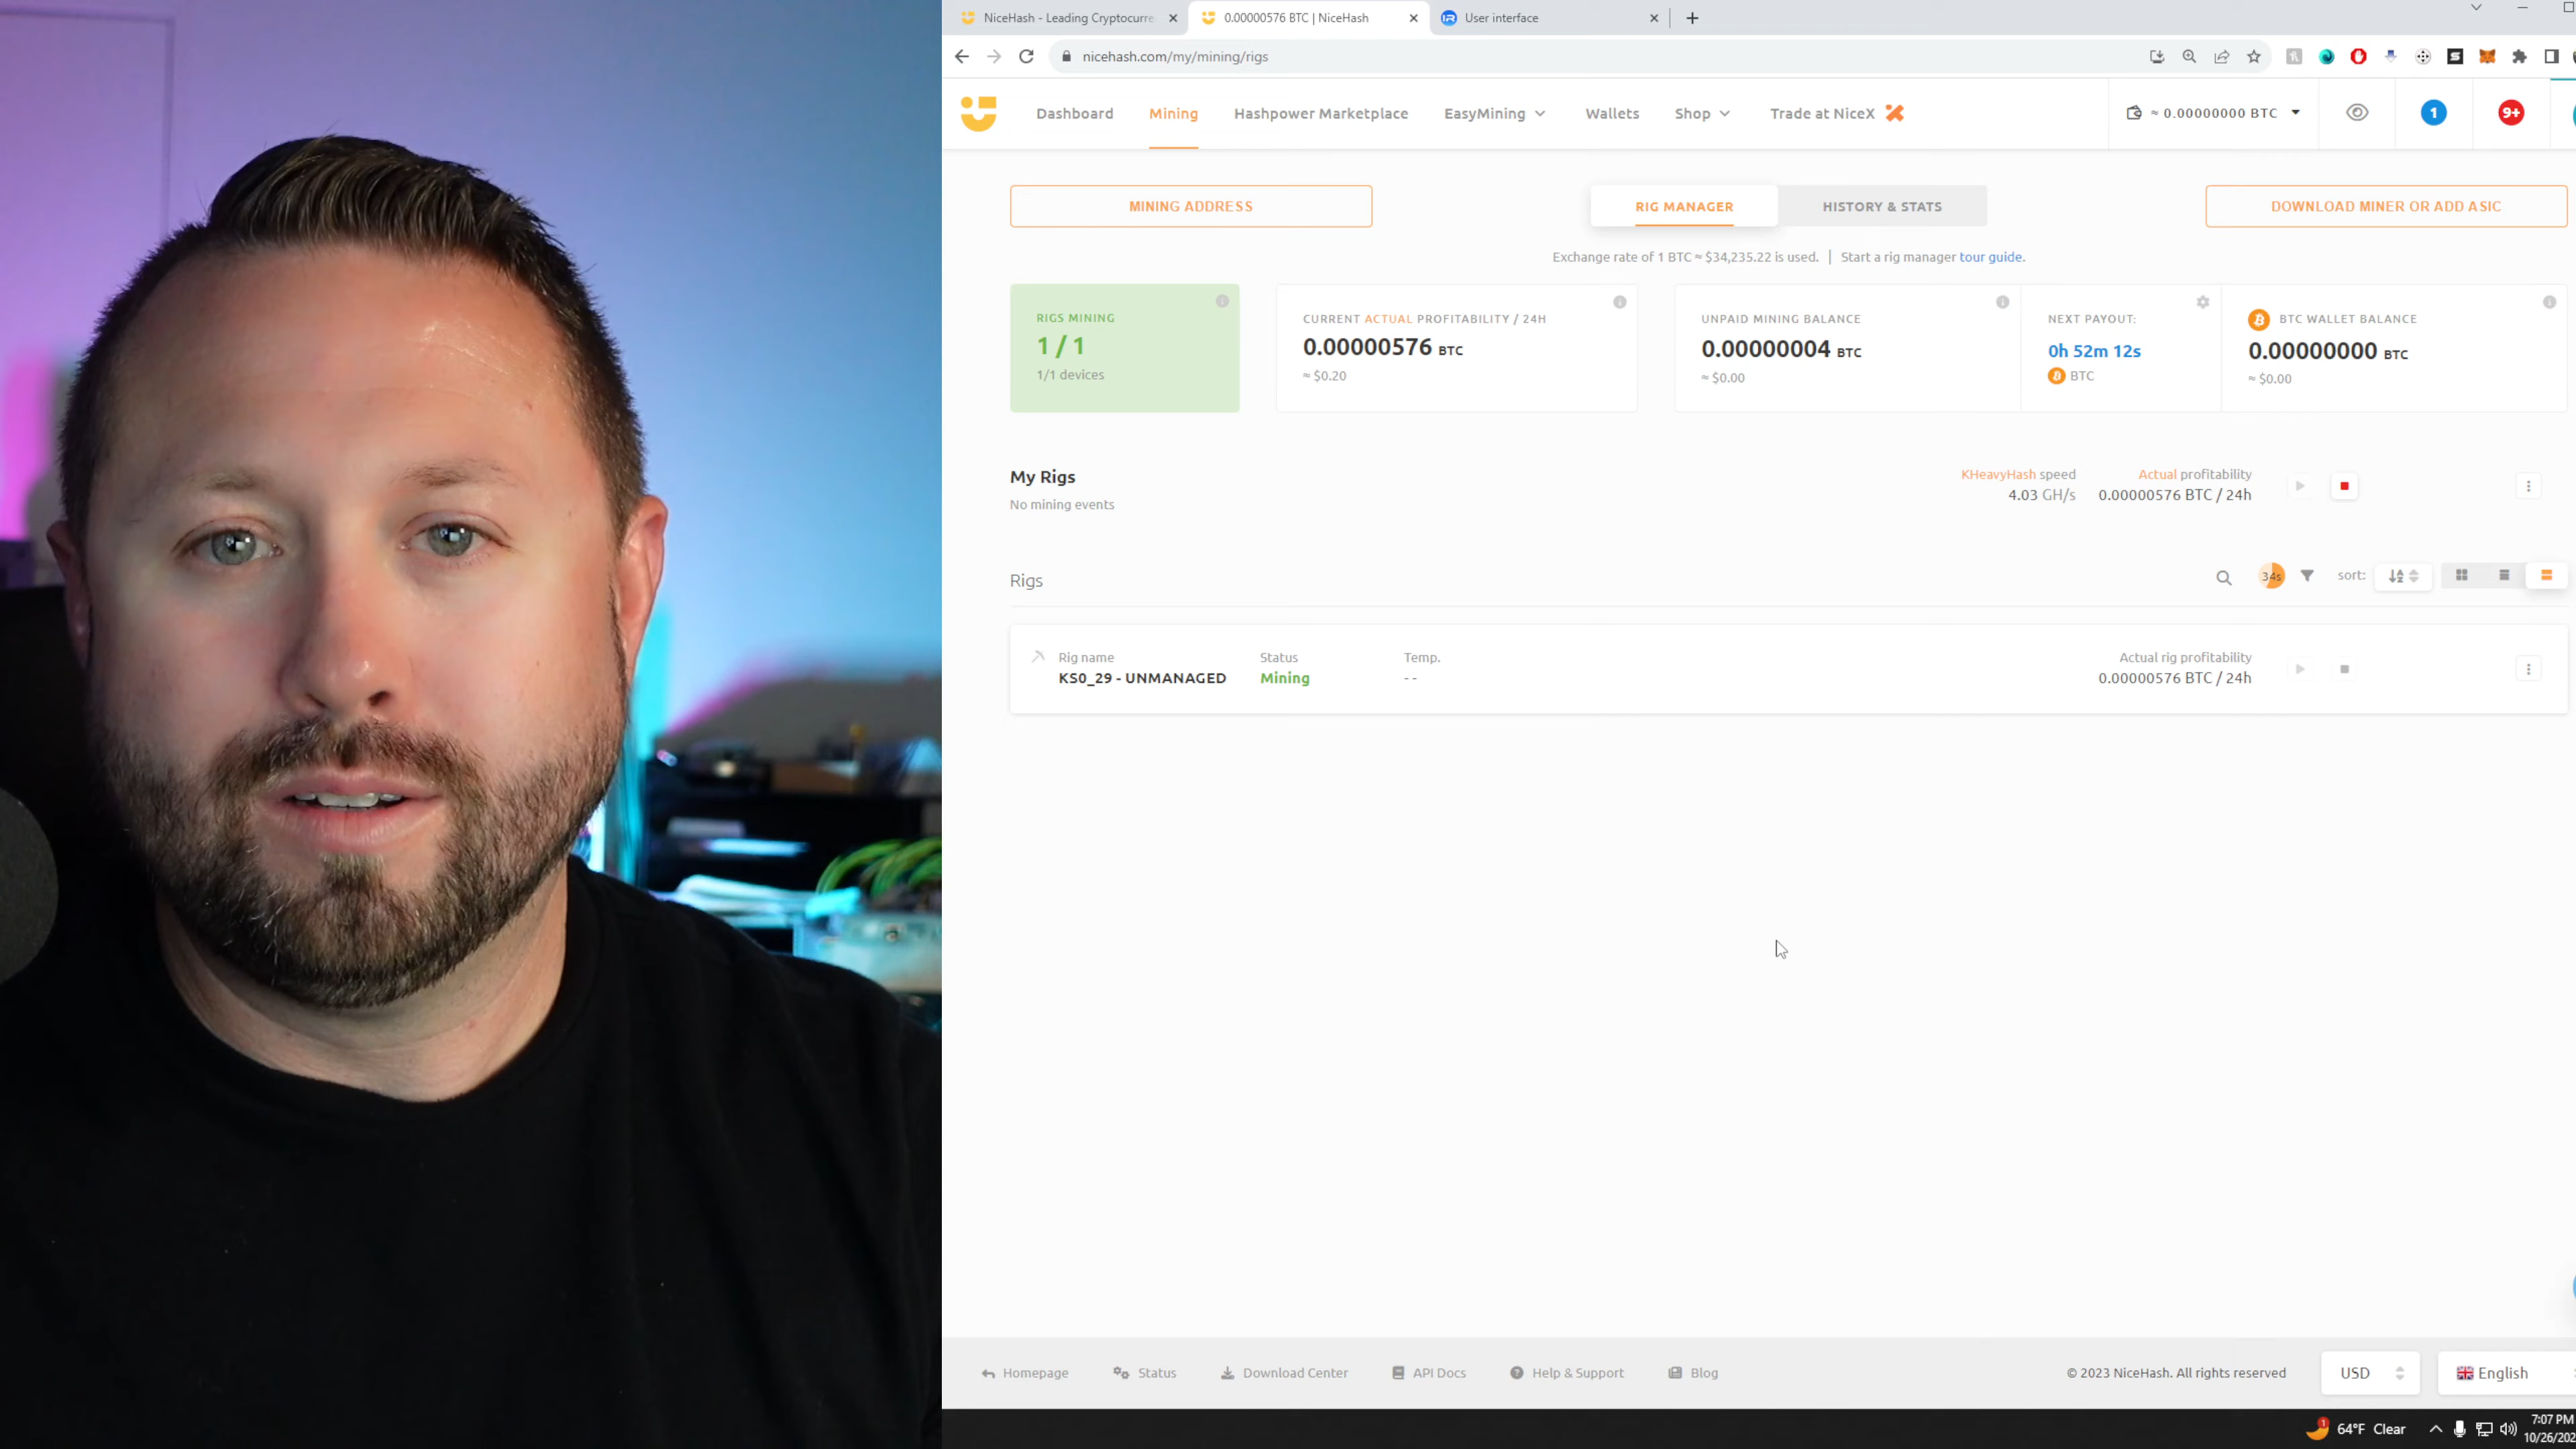 NiceHash - Leading Cryptocurre
0.00000576 BTC | NiceHash
User interface
nicehash.com/my/mining/rigs
Dashboard
Mining
Hashpower Marketplace
EasyMining
Wallets
Shop
Trade at NiceX
≈ 0.00000000 BTC
1
9+
MINING ADDRESS
RIG MANAGER
HISTORY & STATS
DOWNLOAD MINER OR ADD ASIC
Exchange rate of 1 BTC ≈ $34,235.22 is used. | Start a rig manager tour guide.
RIGS MINING
1 / 1
1/1 devices
CURRENT ACTUAL PROFITABILITY / 24H
0.00000576 BTC
≈ $0.20
UNPAID MINING BALANCE
0.00000004 BTC
≈ $0.00
NEXT PAYOUT:
0h 52m 12s
BTC
BTC WALLET BALANCE
0.00000000 BTC
≈ $0.00
My Rigs
No mining events
KHeavyHash speed
4.03 GH/s
Actual profitability
0.00000576 BTC / 24h
Rigs
34s
sort:
Rig name
KS0_29 - UNMANAGED
Status
Mining
Temp.
- -
Actual rig profitability
0.00000576 BTC / 24h
Homepage
Status
Download Center
API Docs
Help & Support
Blog
© 2023 NiceHash. All rights reserved
USD
English
1
64°F Clear
7:07 PM
10/26/202